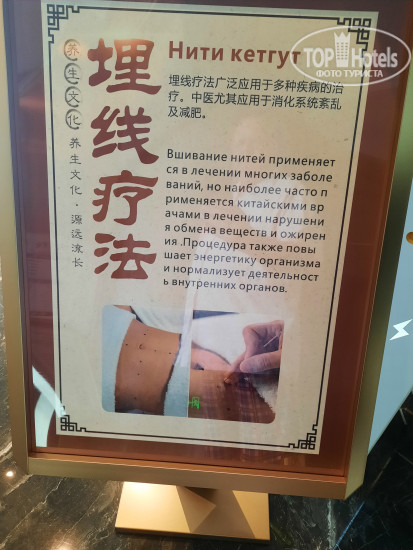 养生文化
养生文化·源远流长
埋线疗法
Нити кетгут
埋线疗法广泛应用于多种疾病的治
疗。中医尤其应用于消化系统紊乱
及减肥。
Вшивание нитей применяет
ся в лечении многих заболе
ваний, но наиболее часто п
рименяется китайскими вр
ачами в лечении нарушени
я обмена веществ и ожирен
ия .Процедура также повы
шает энергетику организма
и нормализует деятельност
ь внутренних органов.
TOP Hotels
ФОТО ТУРИСТА